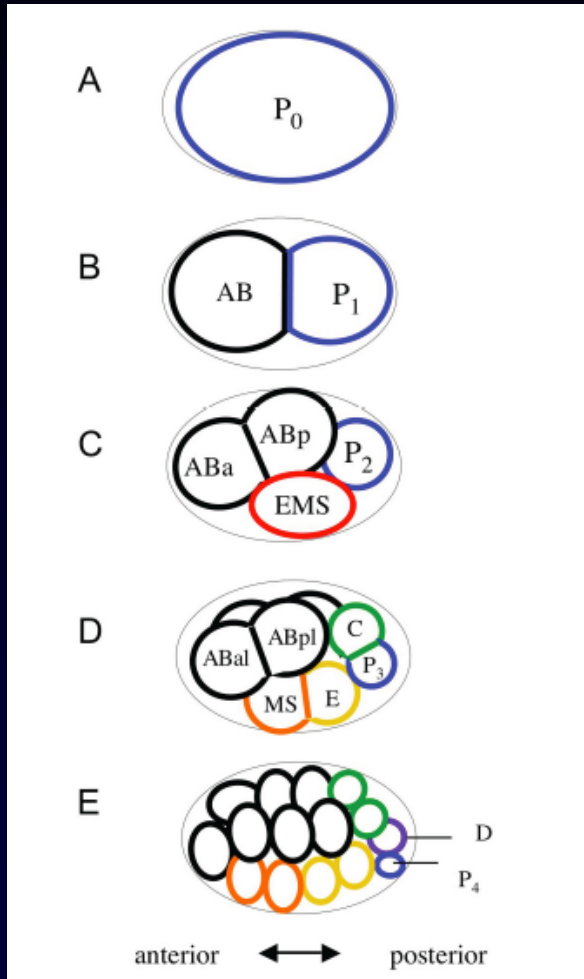 A
P0
B
AB P1
C
ABa ABp P2
EMS
D
ABal ABpl C
P3
MS E
E
D
P4
anterior posterior